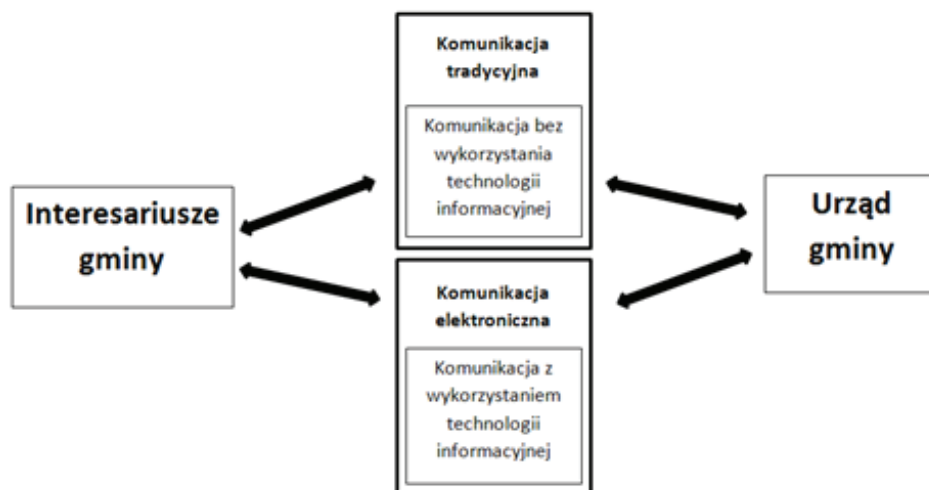 Komunikacja
tradycyjna
Komunikacja bez
wykorzystania
technologii
informacyjnej
Interesariusze
gminy
Urząd
gminy
Komunikacja
elektroniczna
Komunikacja z
wykorzystaniem
technologii
informacyjnej